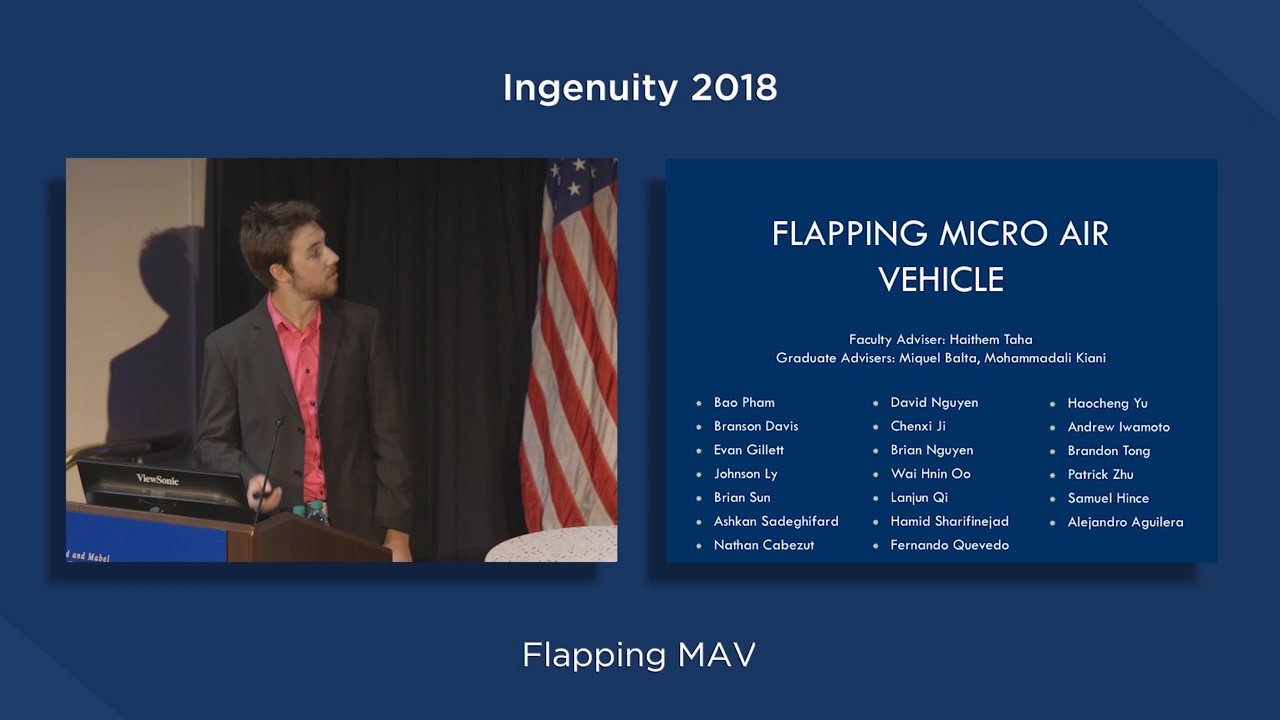 Ingenuity 2018
ViewSonic
and Mabel
FLAPPING MICRO AIR
VEHICLE
Faculty Adviser: Haithem Taha
Graduate Advisers: Miquel Balta, Mohammadali Kiani
Bao Pham
Branson Davis
Evan Gillett
Johnson Ly
Brian Sun
Ashkan Sadeghifard
Nathan Cabezut
David Nguyen
Chenxi Ji
Brian Nguyen
Wai Hnin Oo
Lanjun Qi
Hamid Sharifinejad
Fernando Quevedo
Haocheng Yu
Andrew Iwamoto
Brandon Tong
Patrick Zhu
Samuel Hince
Alejandro Aguilera
Flapping MAV